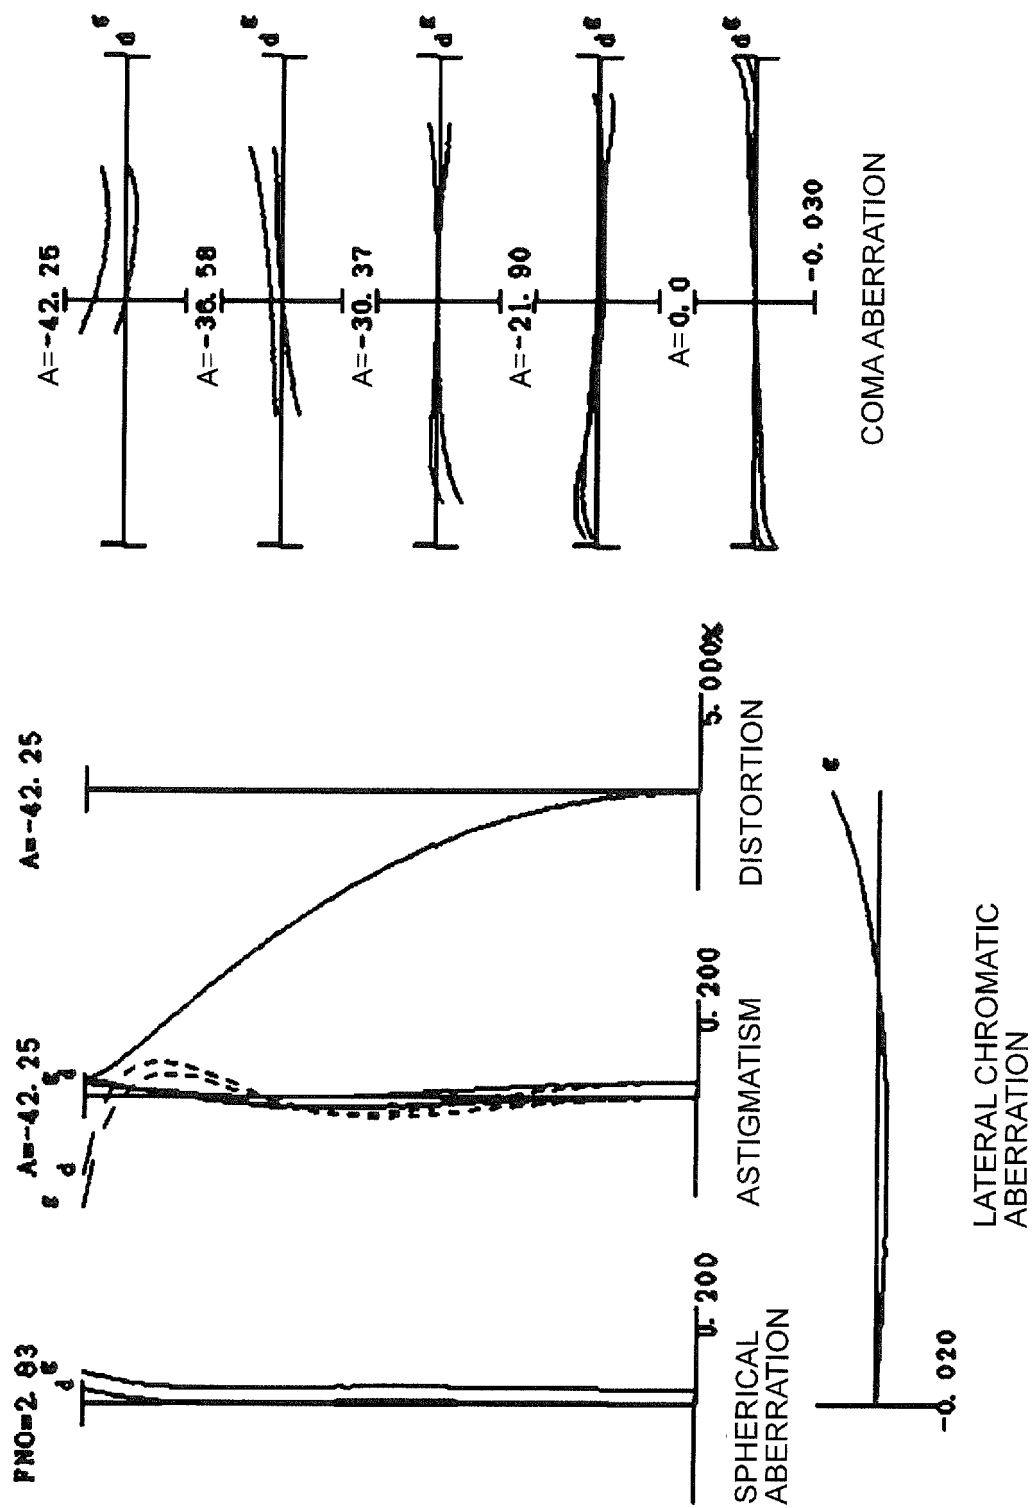 FNO=2.83
d
g
0.200
SPHERICAL
ABERRATION
A=-42.25
g
d
g
d
0.200
ASTIGMATISM
A=-42.25
5.000%
DISTORTION
g
-0.020
LATERAL CHROMATIC
ABERRATION
A=-42.25
g
d
A=-36.58
g
d
A=-30.37
g
d
A=-21.90
g
d
A=0.0
g
d
-0.030
COMA ABERRATION